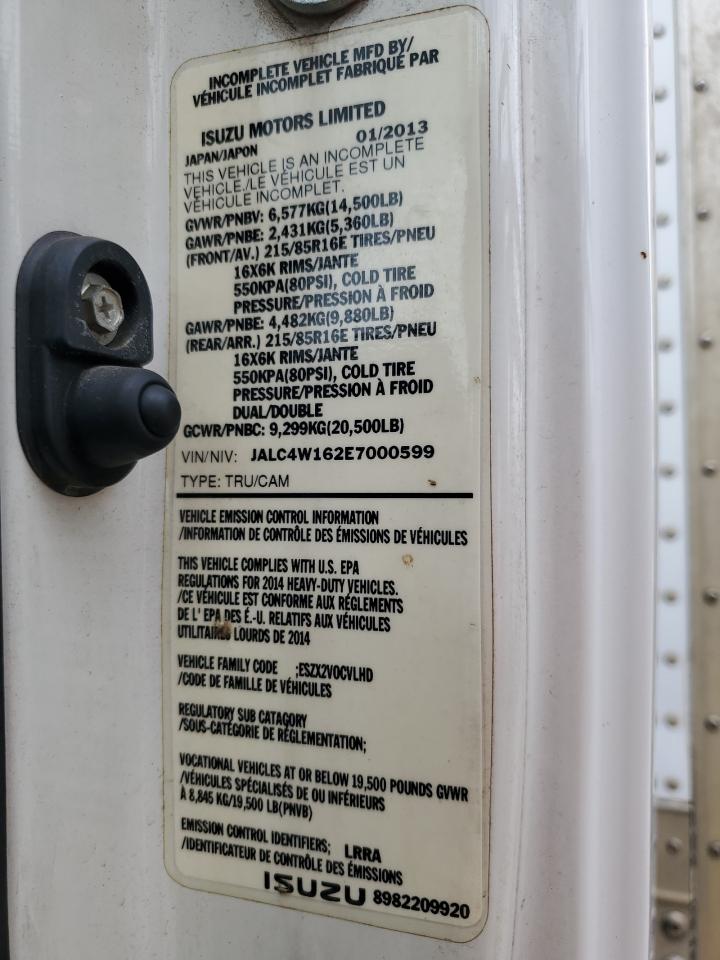 INCOMPLETE VEHICLE MFD BY/
VÉHICULE INCOMPLET FABRIQUÉ PAR
ISUZU MOTORS LIMITED
JAPAN/JAPON 01/2013
THIS VEHICLE IS AN INCOMPLETE
VEHICLE./LE VÉHICULE EST UN
VÉHICULE INCOMPLET.
GVWR/PNBV: 6,577KG(14,500LB)
GAWR/PNBE: 2,431KG(5,360LB)
(FRONT/AV.) 215/85R16E TIRES/PNEU
16X6K RIMS/JANTE
550KPA(80PSI), COLD TIRE
PRESSURE/PRESSION À FROID
GAWR/PNBE: 4,482KG(9,880LB)
(REAR/ARR.) 215/85R16E TIRES/PNEU
16X6K RIMS/JANTE
550KPA(80PSI), COLD TIRE
PRESSURE/PRESSION À FROID
DUAL/DOUBLE
GCWR/PNBC: 9,299KG(20,500LB)
VIN/NIV: JALC4W162E7000599
TYPE: TRU/CAM
VEHICLE EMISSION CONTROL INFORMATION
/INFORMATION DE CONTRÔLE DES ÉMISSIONS DE VÉHICULES
THIS VEHICLE COMPLIES WITH U.S. EPA
REGULATIONS FOR 2014 HEAVY-DUTY VEHICLES.
/CE VÉHICULE EST CONFORME AUX RÉGLEMENTS
DE L' EPA DES É.-U. RELATIFS AUX VÉHICULES
UTILITAIRES LOURDS DE 2014
VEHICLE FAMILY CODE ;ESZX2VOCVLHD
/CODE DE FAMILLE DE VÉHICULES
REGULATORY SUB CATAGORY
/SOUS-CATÉGORIE DE RÉGLEMENTATION;
VOCATIONAL VEHICLES AT OR BELOW 19,500 POUNDS GVWR
/VÉHICULES SPÉCIALISÉS DE OU INFÉRIEURS
À 8,845 KG/19,500 LB(PNVB)
EMISSION CONTROL IDENTIFIERS; LRRA
/IDENTIFICATEUR DE CONTRÔLE DES ÉMISSIONS
ISUZU 8982209920